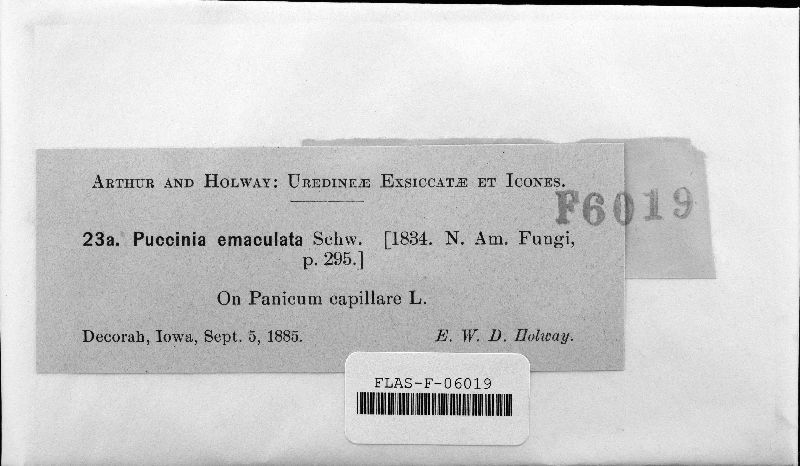 ARTHUR AND HOLWAY: UREDINEÆ EXSICCATÆ ET ICONES.
F6019
23a. Puccinia emaculata Schw. [1834. N. Am. Fungi,
p. 295.]
On Panicum capillare L.
Decorah, Iowa, Sept. 5, 1885. E. W. D. Holway.
FLAS-F-06019